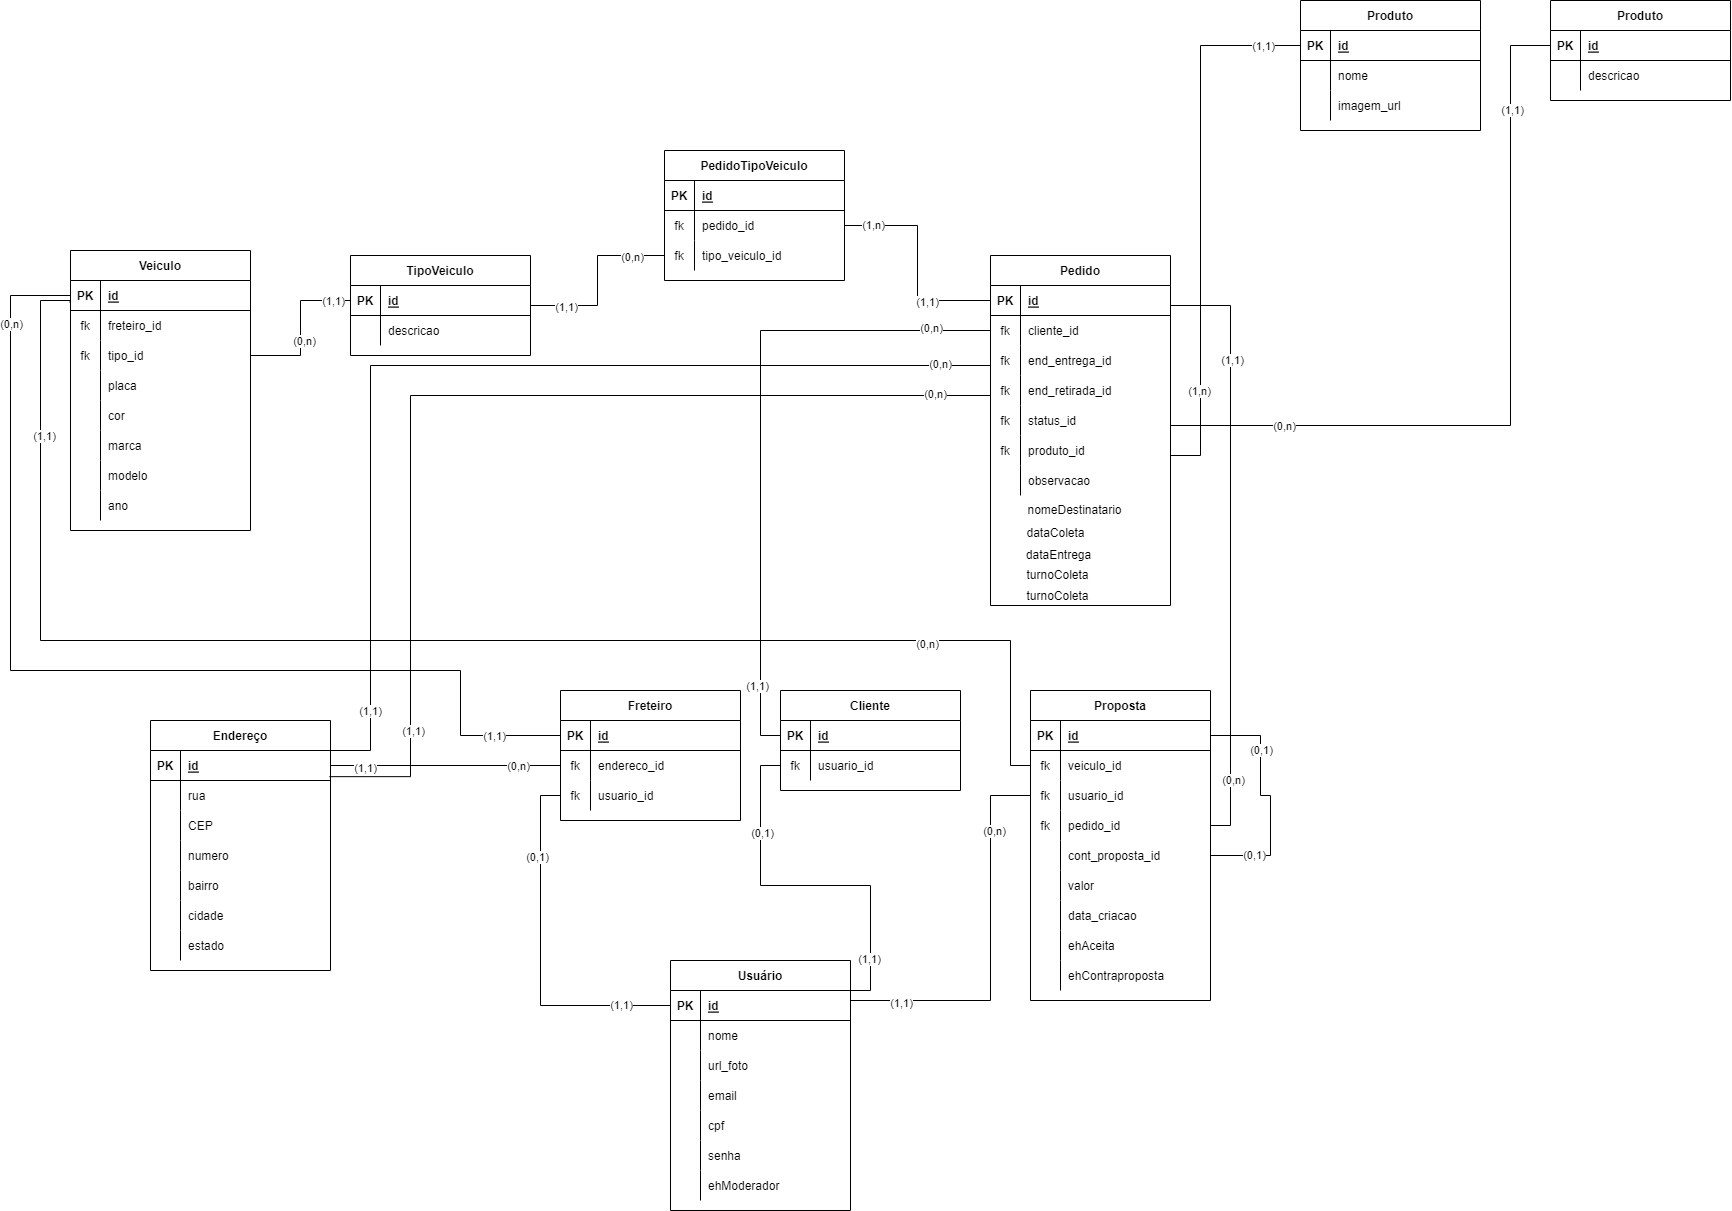 Produto
PK id
nome
imagem_url
(1,1)
Produto
PK id
descricao
(1,1)
PedidoTipoVeiculo
PK id
fk pedido_id
fk tipo_veiculo_id
(1,n)
(0,n)
Veiculo
PK id
fk freteiro_id
fk tipo_id
placa
cor
marca
modelo
ano
(0,n)
(1,1)
(0,n)
(1,1)
TipoVeiculo
PK id
descricao
(1,1)
Pedido
PK id
fk cliente_id
fk end_entrega_id
fk end_retirada_id
fk status_id
fk produto_id
observacao
nomeDestinatario
dataColeta
dataEntrega
turnoColeta
turnoColeta
(1,1)
(0,n)
(0,n)
(0,n)
(1,1)
(1,n)
(0,n)
(0,n)
(1,1)
(1,1)
(1,1)
Endereço
PK id
rua
CEP
numero
bairro
cidade
estado
(1,1)
(0,n)
(1,1)
Freteiro
PK id
fk endereco_id
fk usuario_id
(0,1)
Cliente
PK id
fk usuario_id
(0,1)
Proposta
PK id
fk veiculo_id
fk usuario_id
fk pedido_id
cont_proposta_id
valor
data_criacao
ehAceita
ehContraproposta
(0,1)
(0,n)
(0,1)
(0,n)
(1,1)
(1,1)
(1,1)
Usuário
PK id
nome
url_foto
email
cpf
senha
ehModerador